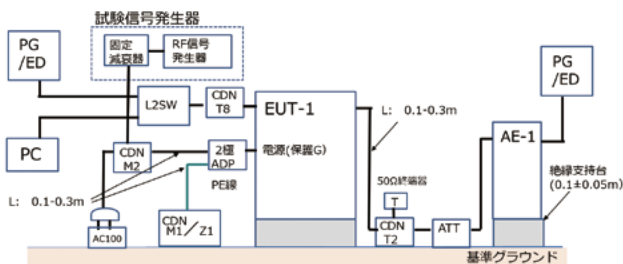 試験信号発生器
固定
減衰器
RF信号
発生器
PG
/ED
L2SW
CDN
T8
EUT-1
L: 0.1-0.3m
AE-1
PG
/ED
PC
CDN
M2
2極
ADP
電源(保護G)
PE線
L: 0.1-0.3m
AC100
CDN
M1/Z1
50Ω終端器
T
CDN
T2
ATT
絶縁支持台
(0.1±0.05m)
基準グラウンド